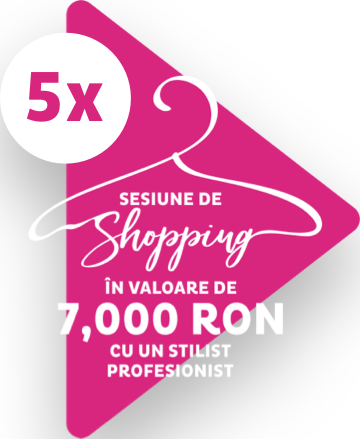 5x
SESIUNE DE
Shopping
ÎN VALOARE DE
7,000 RON
CU UN STILIST
PROFESIONIST